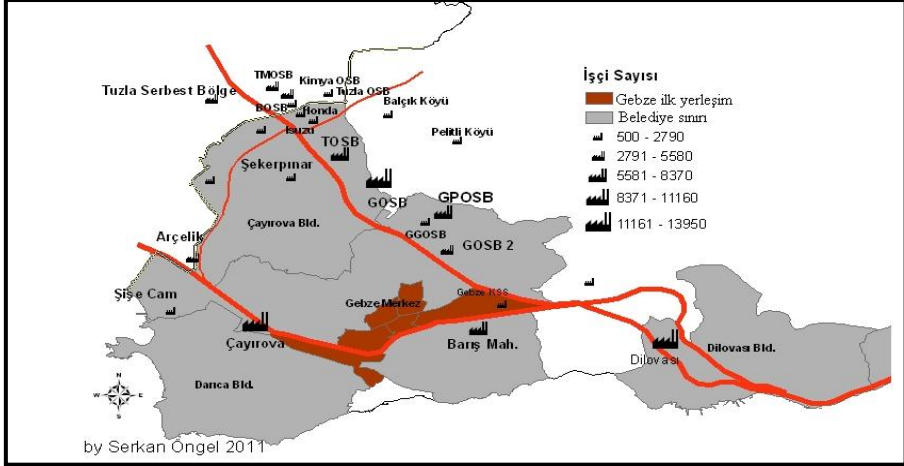 TMOSB
Kimya OSB
Tuzla Serbest Bölge
Tuzla OSB
BOSB
Honda
Balçık Köyü
Isuzu
Pelitli Köyü
TOSB
Şekerpınar
GOSB
GPOSB
Çayırova Bld.
GGOSB
GOSB 2
Arçelik
Şişe Cam
Gebze KSS
Gebze Merkez
Çayırova
Barış Mah.
Dilovası
Dilovası Bld.
Darıca Bld.
İşçi Sayısı
Gebze ilk yerleşim
Belediye sınırı
500 - 2790
2791 - 5580
5581 - 8370
8371 - 11160
11161 - 13950
N
W E
S
by Serkan Öngel 2011